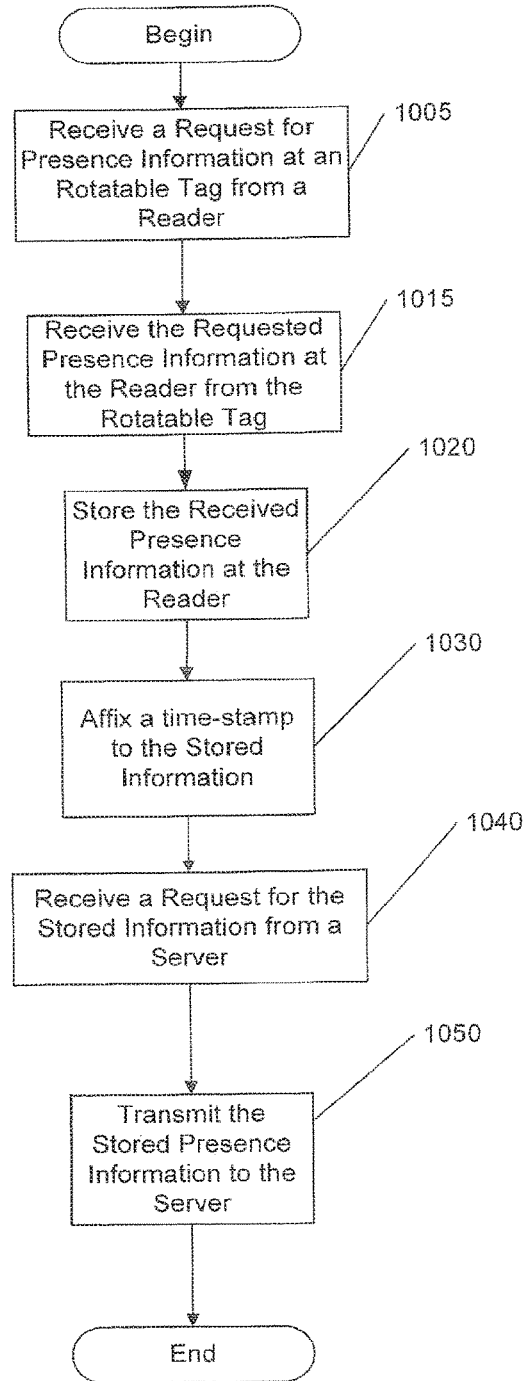 Begin
Receive a Request for
Presence Information at an
Rotatable Tag from a
Reader
1005
Receive the Requested
Presence Information at
the Reader from the
Rotatable Tag
1015
Store the Received
Presence
Information at the
Reader
1020
Affix a time-stamp
to the Stored
Information
1030
Receive a Request for the
Stored Information from a
Server
1040
Transmit the
Stored Presence
Information to the
Server
1050
End